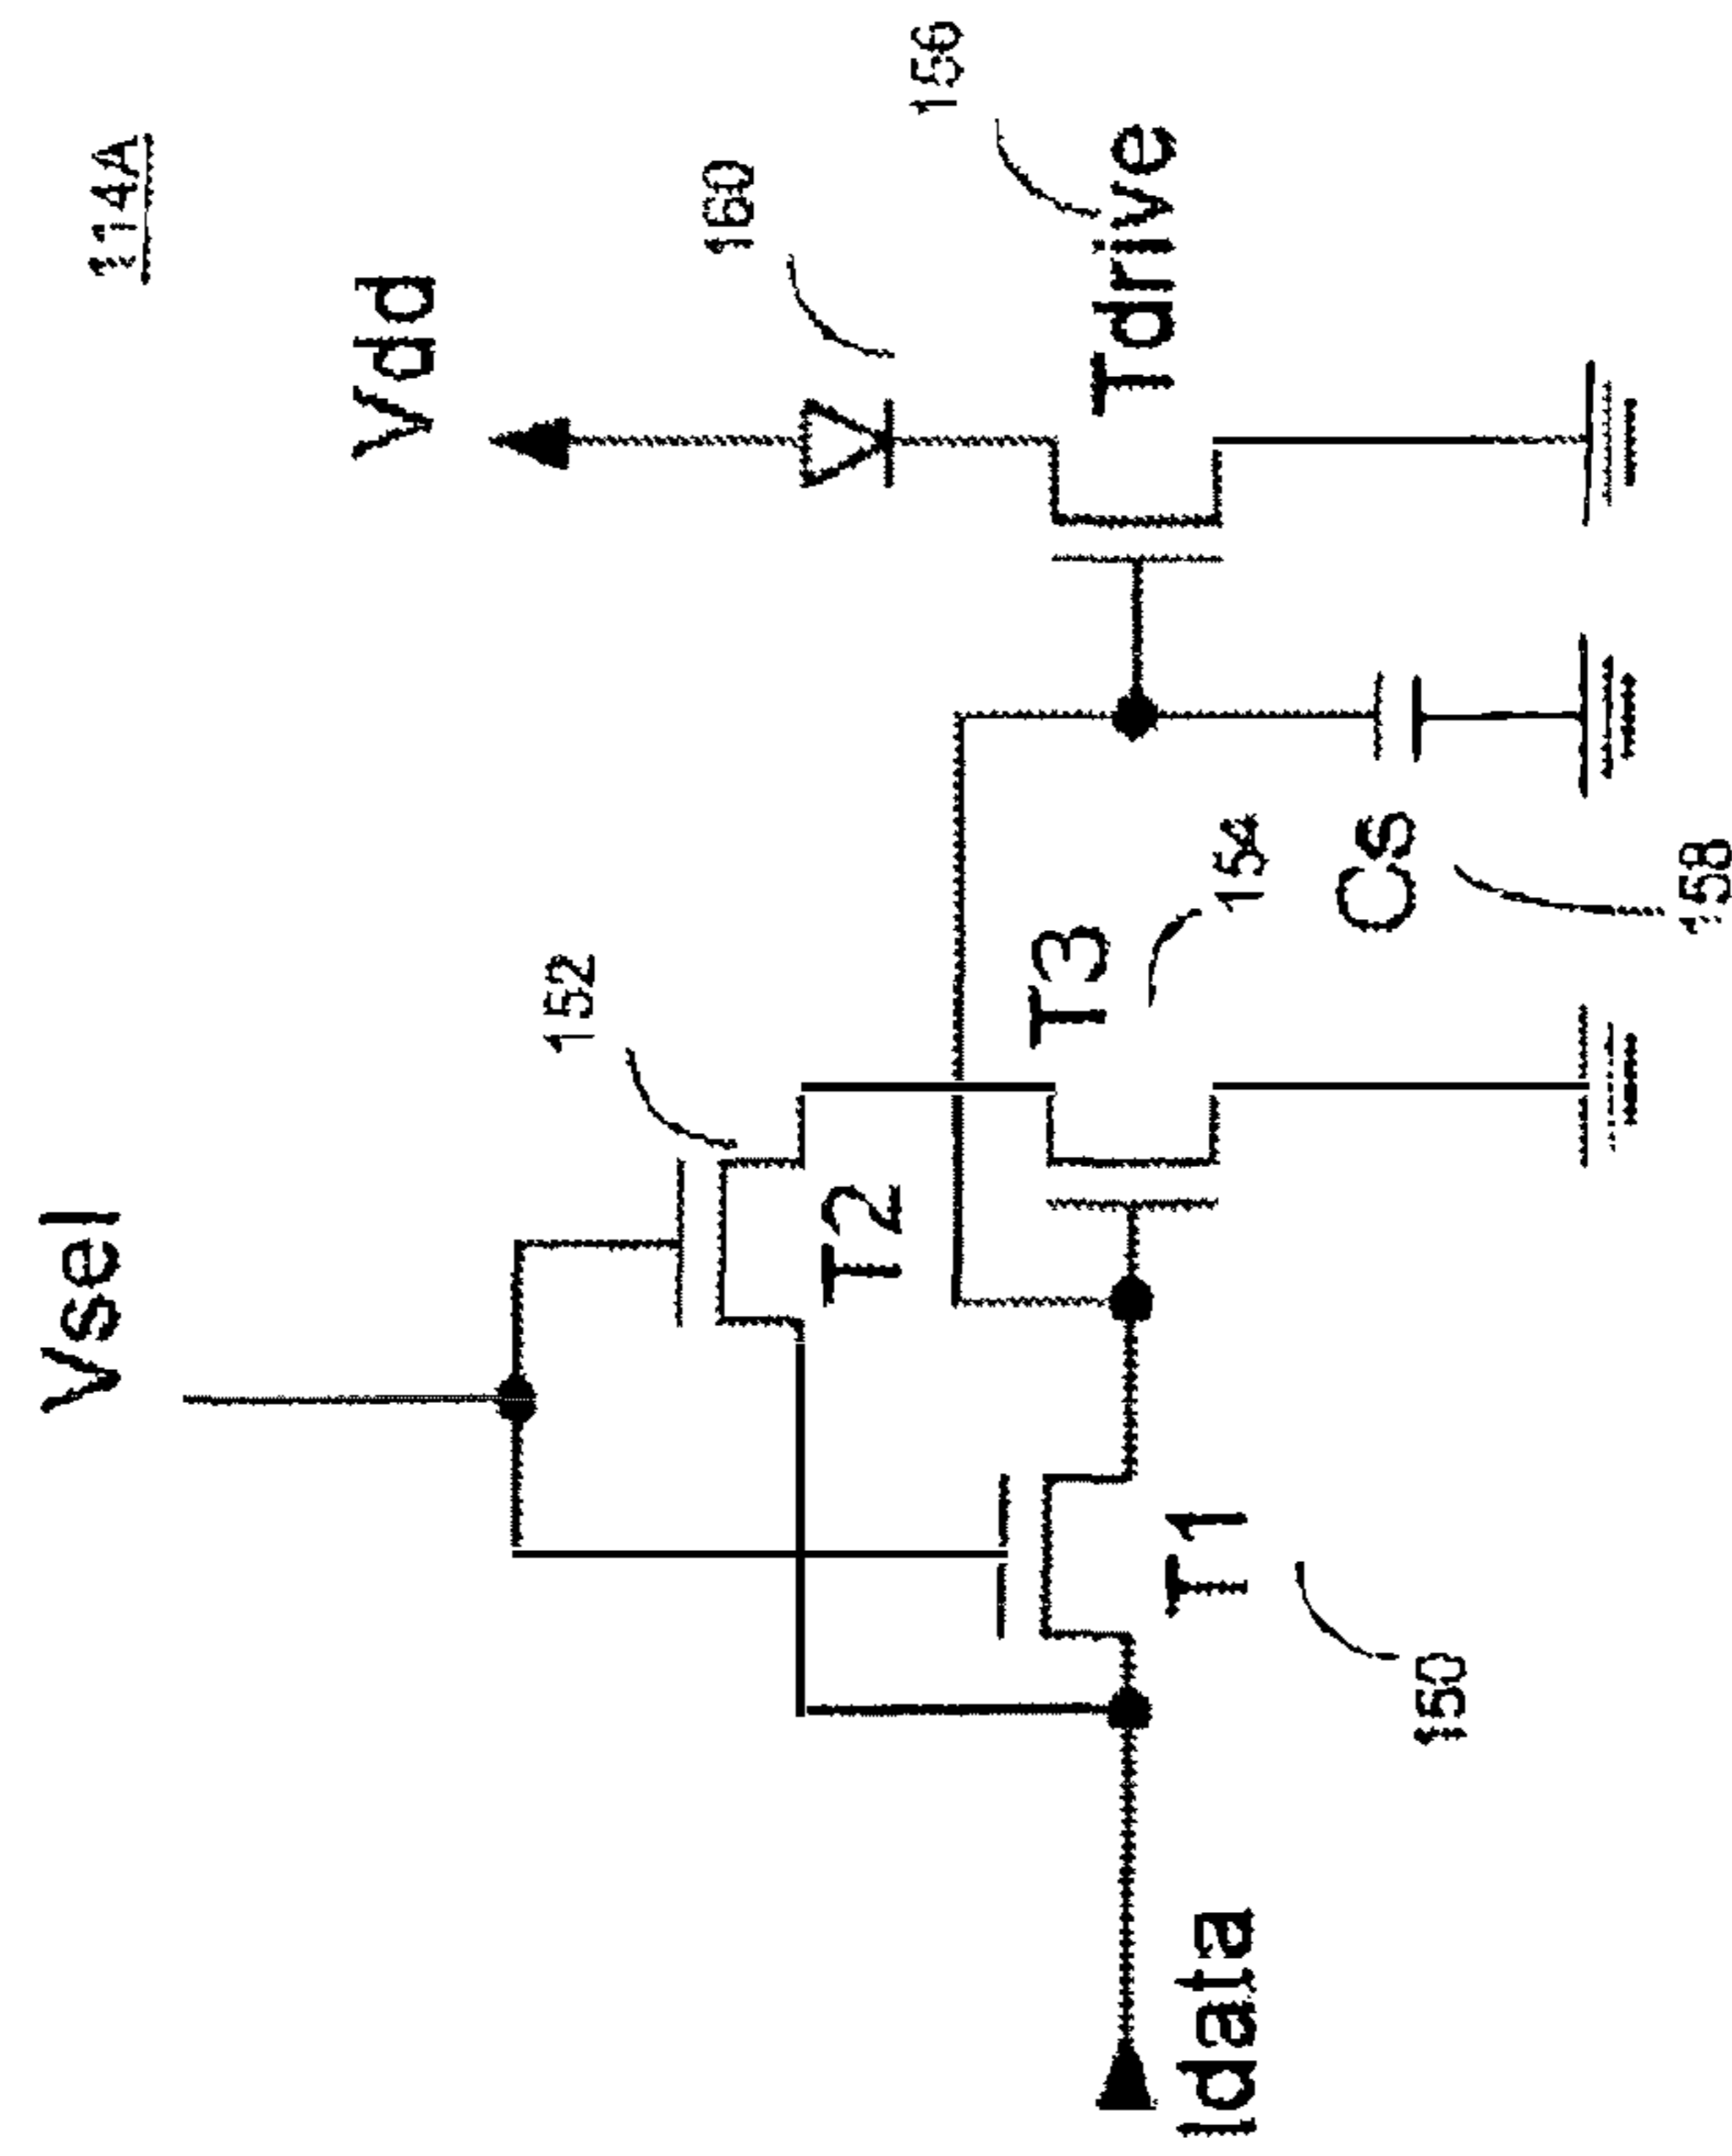 114A
Vsel
Vdd
152
160
T2
156
Tdrive
T3
154
Idata
T1
150
Cs
158